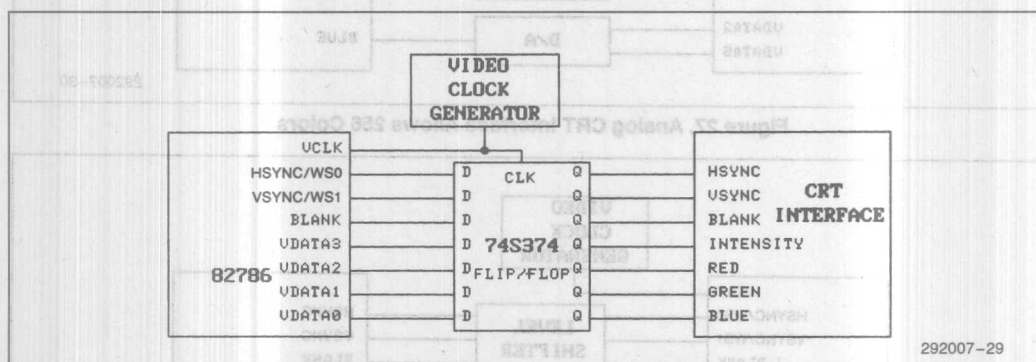 VIDEO
CLOCK
GENERATOR
VCLK
HSYNC/WS0
VSYNC/WS1
BLANK
VDATA3
VDATA2
VDATA1
VDATA0
82786
CLK
D Q
D Q
D Q
D Q
D Q
D Q
D Q
74S374
FLIP/FLOP
HSYNC
VSYNC
BLANK
INTENSITY
RED
GREEN
BLUE
CRT
INTERFACE
292007-29